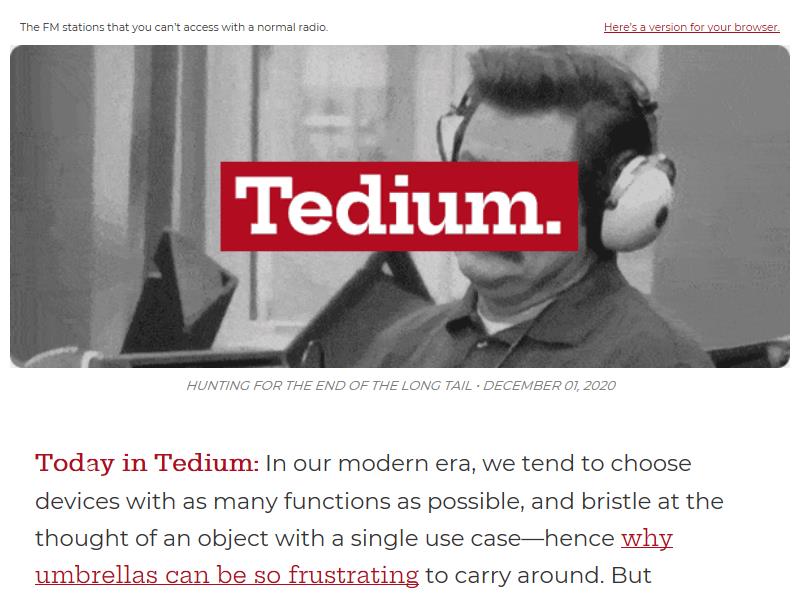 The FM stations that you can’t access with a normal radio.
Here’s a version for your browser.
Tedium.
HUNTING FOR THE END OF THE LONG TAIL • DECEMBER 01, 2020
Today in Tedium: In our modern era, we tend to choose
devices with as many functions as possible, and bristle at the
thought of an object with a single use case—hence why
umbrellas can be so frustrating to carry around. But